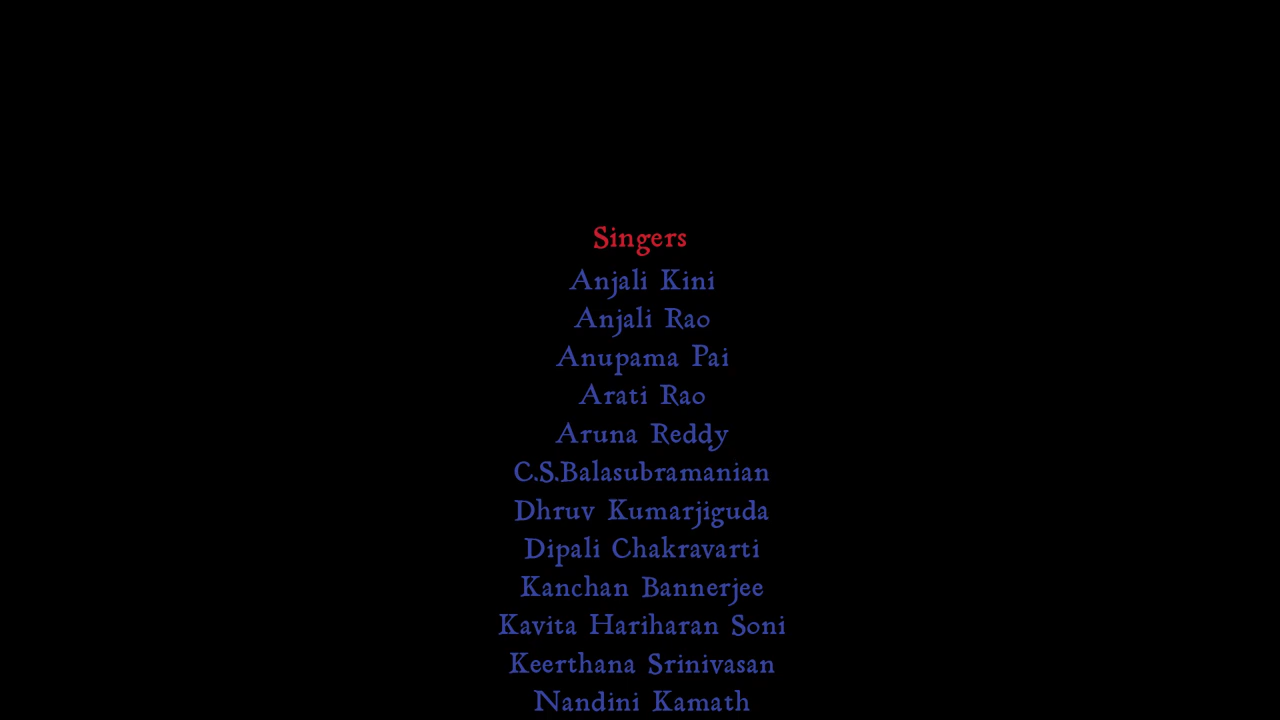 Singers
Anjali Kini
Anjali Rao
Anupama Pai
Arati Rao
Aruna Reddy
C.S.Balasubramanian
Dhruv Kumarjiguda
Dipali Chakravarti
Kanchan Bannerjee
Kavita Hariharan Soni
Keerthana Srinivasan
Nandini Kamath